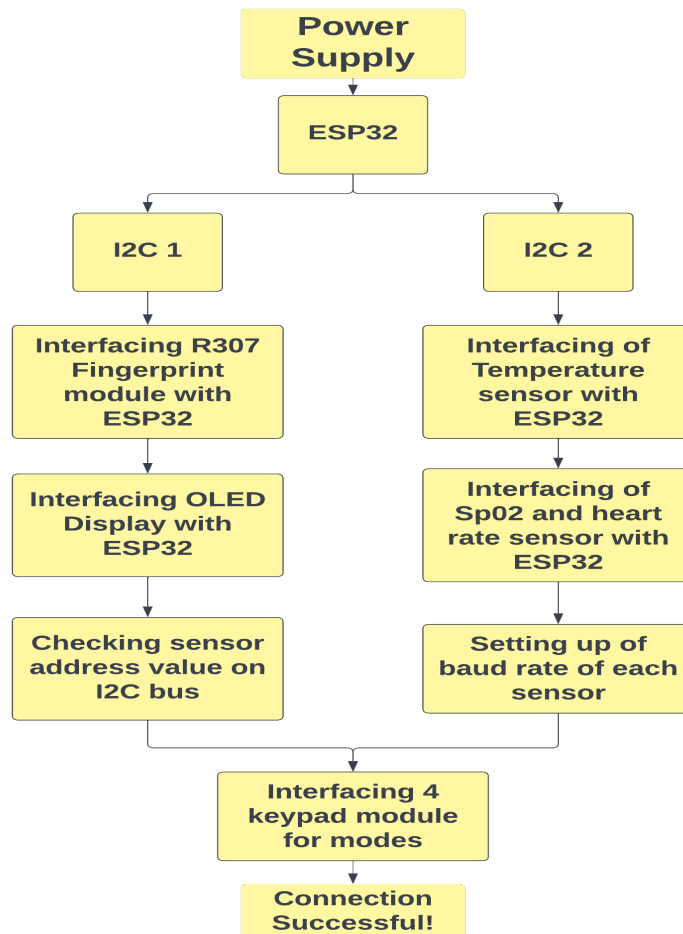 Power
Supply
ESP32
I2C 1
I2C 2
Interfacing R307
Fingerprint
module with
ESP32
Interfacing of
Temperature
sensor with
ESP32
Interfacing OLED
Display with
ESP32
Interfacing of
Sp02 and heart
rate sensor with
ESP32
Checking sensor
address value on
I2C bus
Setting up of
baud rate of each
sensor
Interfacing 4
keypad module
for modes
Connection
Successful!